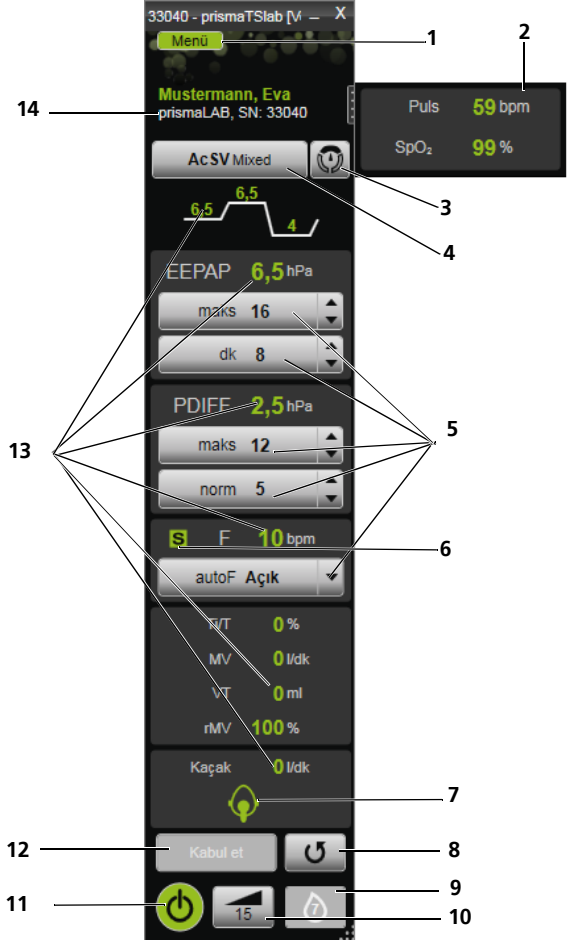 33040 - prismaTSlab [V – X
Menü
1
2
Mustermann, Eva
14
prismaLAB, SN: 33040
Puls 59 bpm
SpO₂ 99 %
AcSV Mixed
3
4
6,5 6,5 4
EEPAP 6,5 hPa
maks 16
dk 8
PDIFF 2,5 hPa
13
maks 12
5
norm 5
S F 10 bpm
6
autoF Açık
Ti/T 0 %
MV 0 l/dk
VT 0 ml
rMV 100 %
Kaçak 0 l/dk
7
12
Kabul et
8
11
15
7
9
10